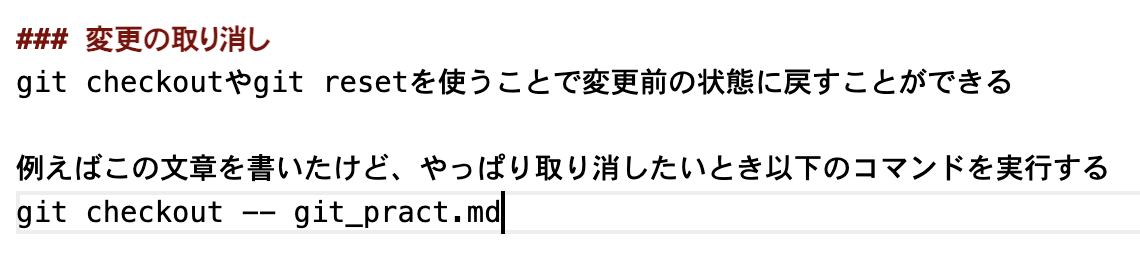 ### 変更の取り消し
git checkoutやgit resetを使うことで変更前の状態に戻すことができる
例えばこの文章を書いたけど、やっぱり取り消したいとき以下のコマンドを実行する
git checkout -- git_pract.md